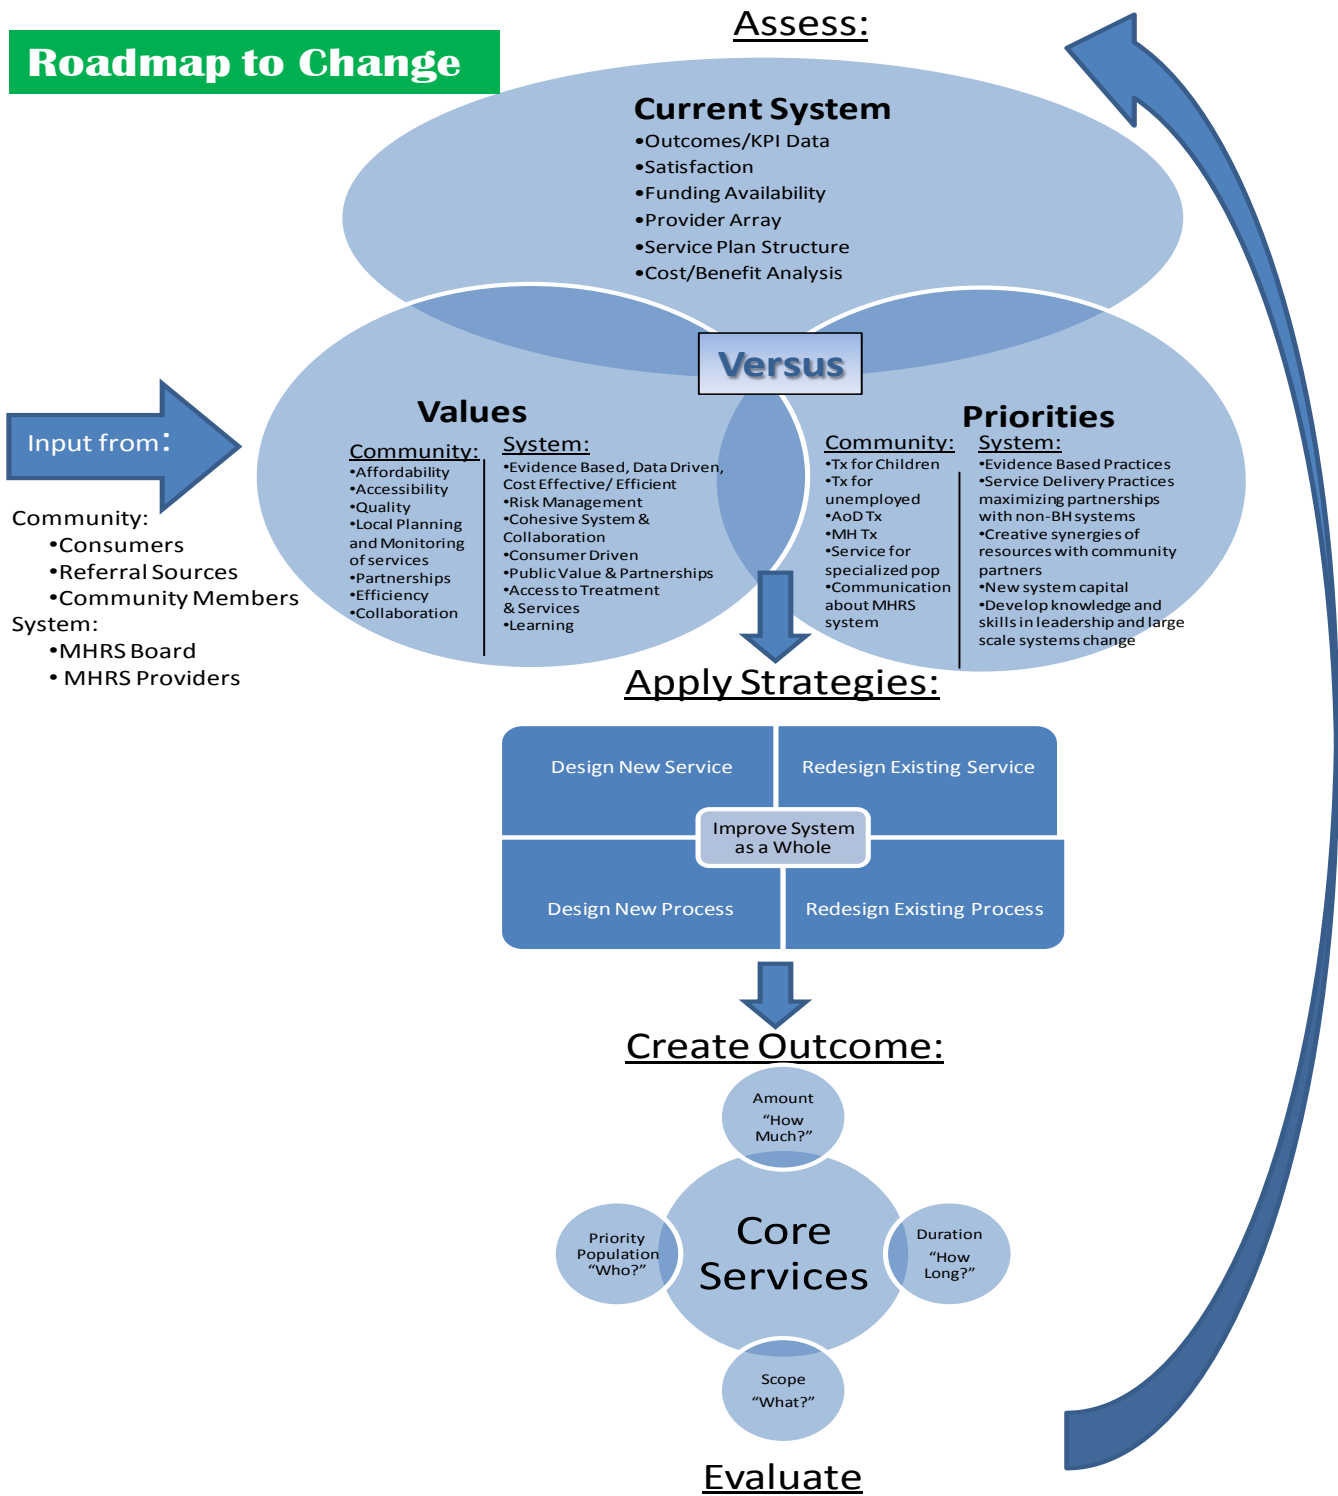 Assess:
Roadmap to Change
Current System
•Outcomes/KPI Data
•Satisfaction
•Funding Availability
•Provider Array
•Service Plan Structure
•Cost/Benefit Analysis
Versus
Input from:
Community:
•Consumers
•Referral Sources
•Community Members
System:
•MHRS Board
• MHRS Providers
Values
Community:
•Affordability
•Accessibility
•Quality
•Local Planning
and Monitoring
of services
•Partnerships
•Efficiency
•Collaboration
System:
•Evidence Based, Data Driven,
Cost Effective/ Efficient
•Risk Management
•Cohesive System &
Collaboration
•Consumer Driven
•Public Value & Partnerships
•Access to Treatment
& Services
•Learning
Priorities
Community:
•Tx for Children
•Tx for
unemployed
•AoD Tx
•MH Tx
•Service for
specialized pop
•Communication
about MHRS
system
System:
•Evidence Based Practices
•Service Delivery Practices
maximizing partnerships
with non-BH systems
•Creative synergies of
resources with community
partners
•New system capital
•Develop knowledge and
skills in leadership and large
scale systems change
Apply Strategies:
Design New Service
Redesign Existing Service
Improve System
as a Whole
Design New Process
Redesign Existing Process
Create Outcome:
Amount
“How
Much?”
Priority
Population
“Who?”
Core
Services
Duration
“How
Long?”
Scope
“What?”
Evaluate